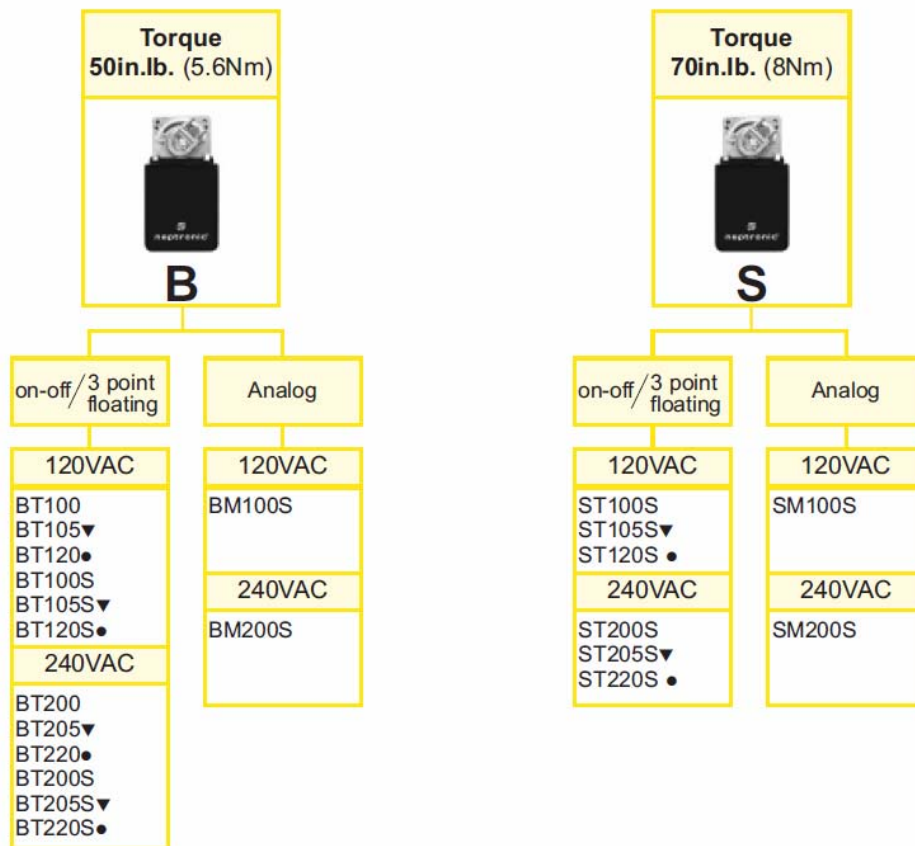 Torque
50in.lb. (5.6Nm)
neptronic
B
on-off/3 point
floating
Analog
120VAC
BT100
BT105▼
BT120●
BT100S
BT105S▼
BT120S●
240VAC
BT200
BT205▼
BT220●
BT200S
BT205S▼
BT220S●
120VAC
BM100S
240VAC
BM200S
Torque
70in.lb. (8Nm)
neptronic
S
on-off/3 point
floating
Analog
120VAC
ST100S
ST105S▼
ST120S ●
240VAC
ST200S
ST205S▼
ST220S ●
120VAC
SM100S
240VAC
SM200S